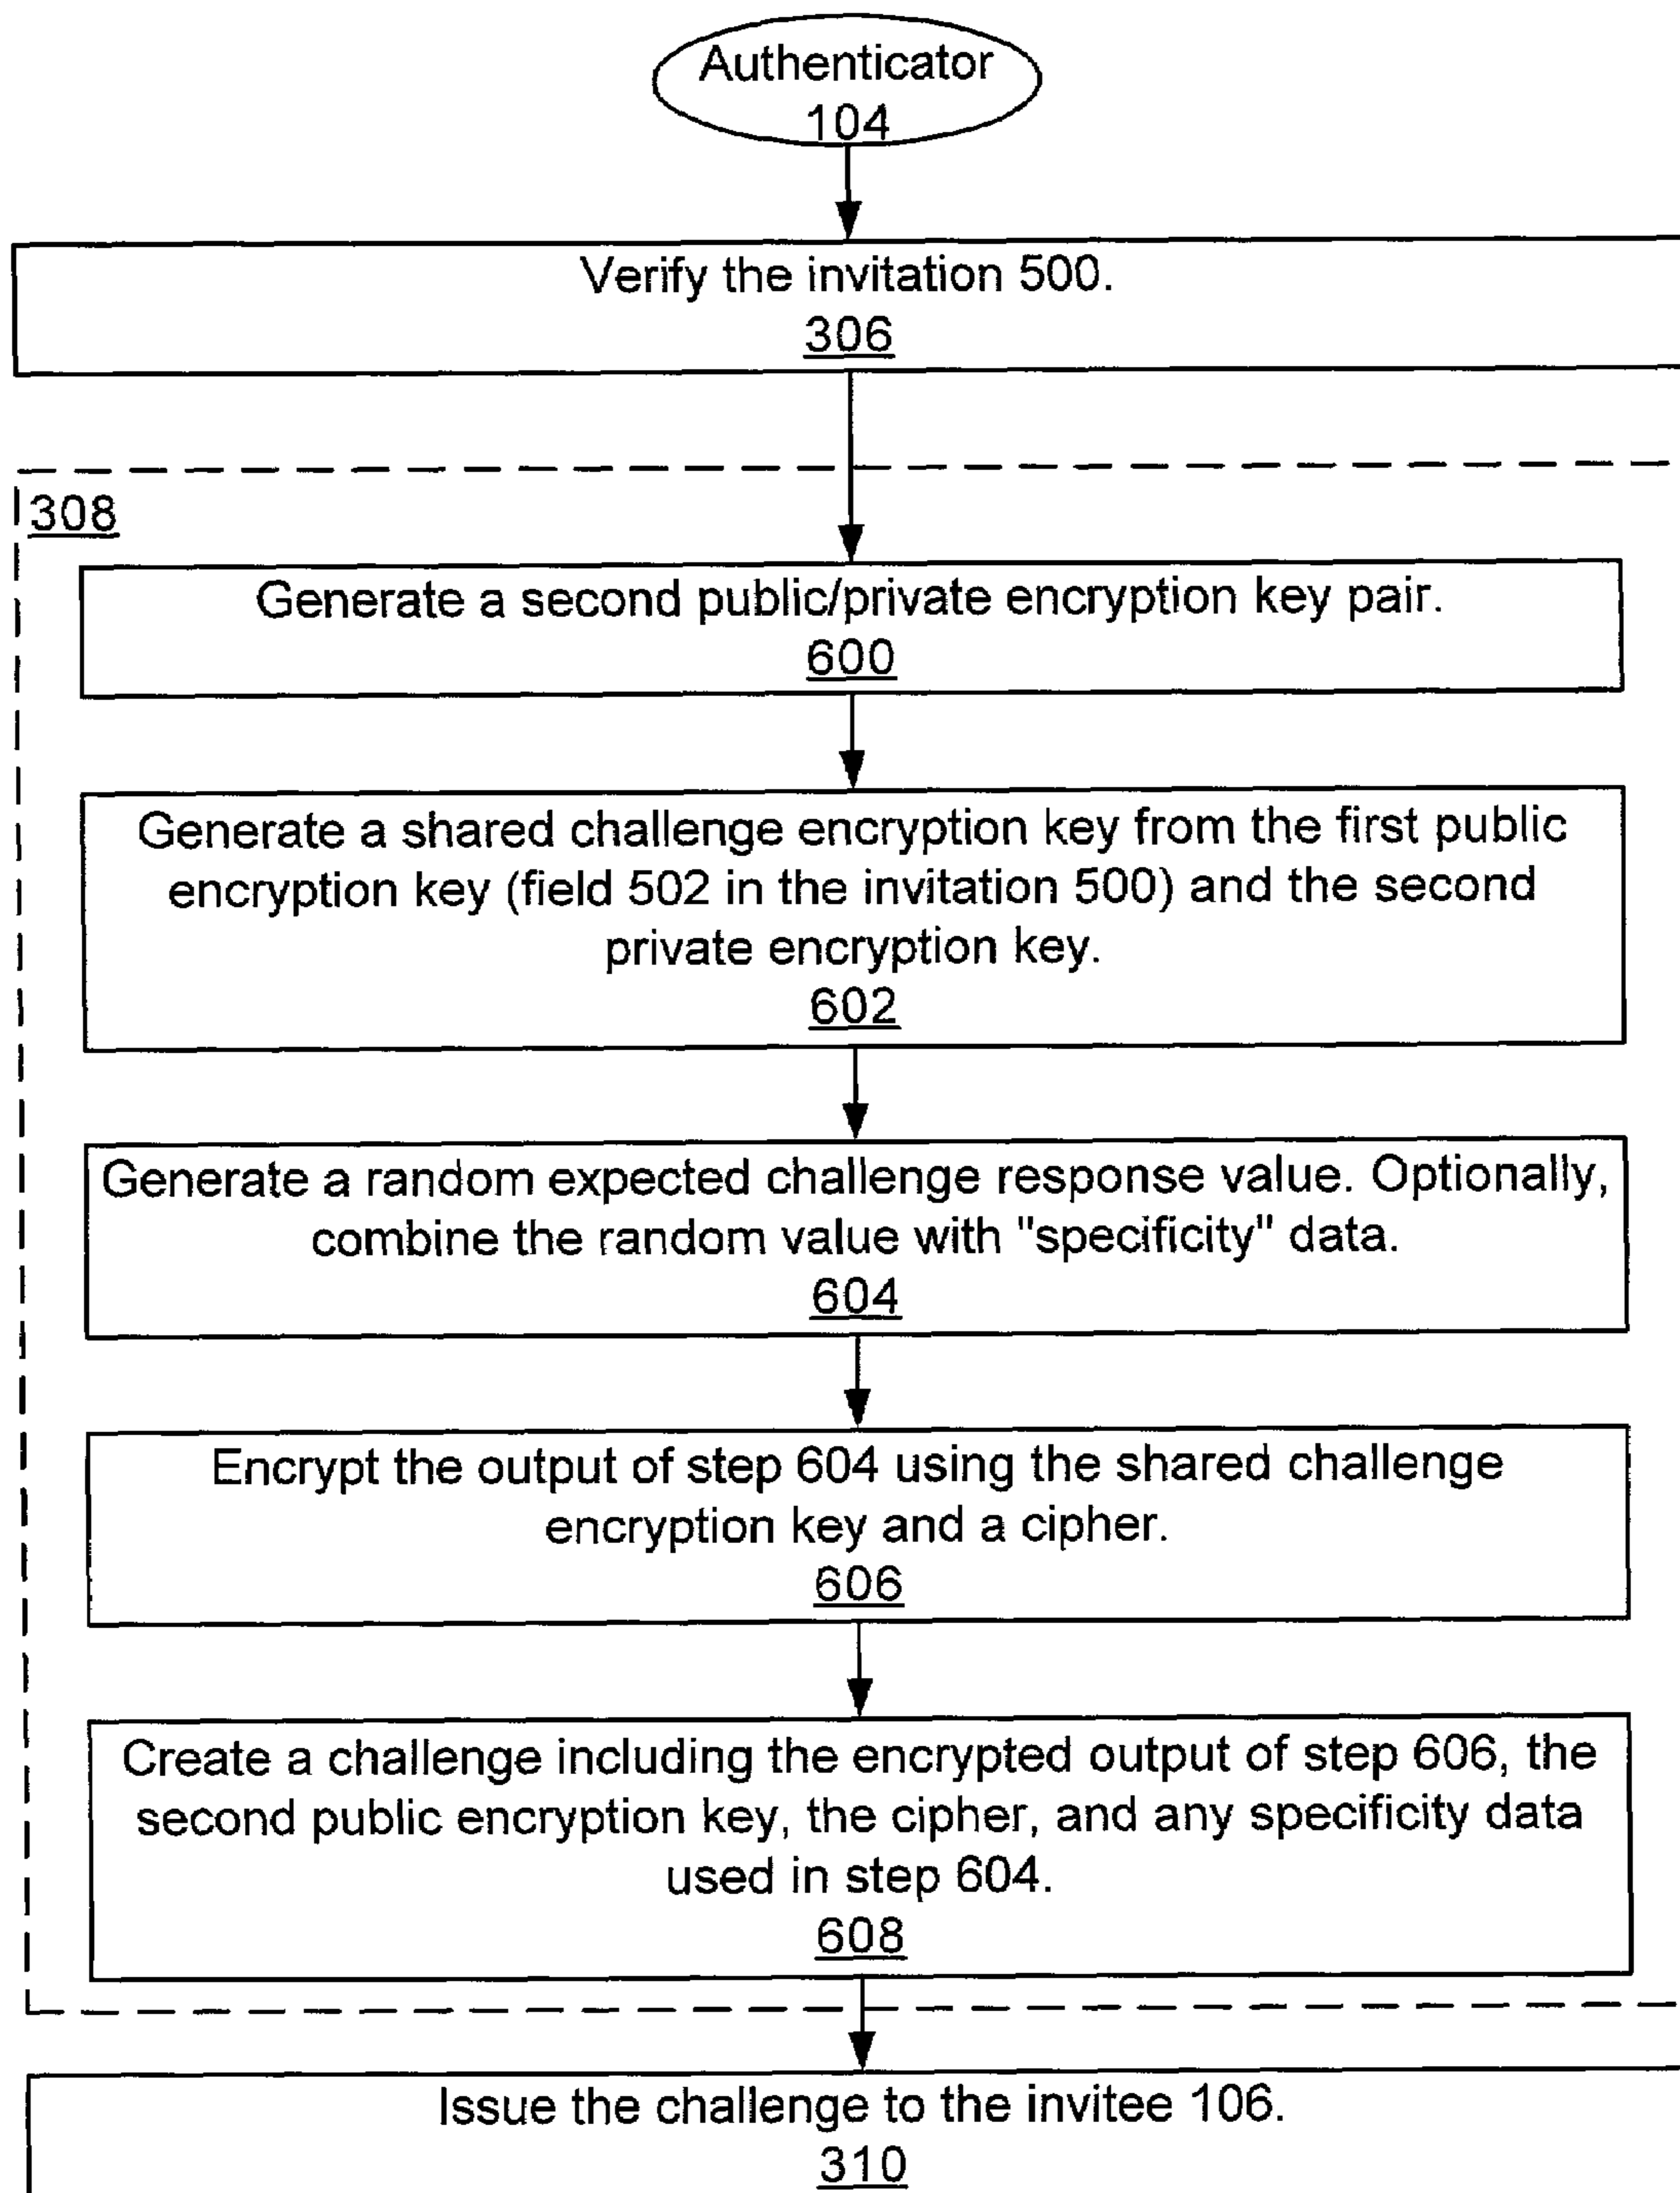 Authenticator
104
Verify the invitation 500.
306
308
Generate a second public/private encryption key pair.
600
Generate a shared challenge encryption key from the first public
encryption key (field 502 in the invitation 500) and the second
private encryption key.
602
Generate a random expected challenge response value. Optionally,
combine the random value with "specificity" data.
604
Encrypt the output of step 604 using the shared challenge
encryption key and a cipher.
606
Create a challenge including the encrypted output of step 606, the
second public encryption key, the cipher, and any specificity data
used in step 604.
608
Issue the challenge to the invitee 106.
310